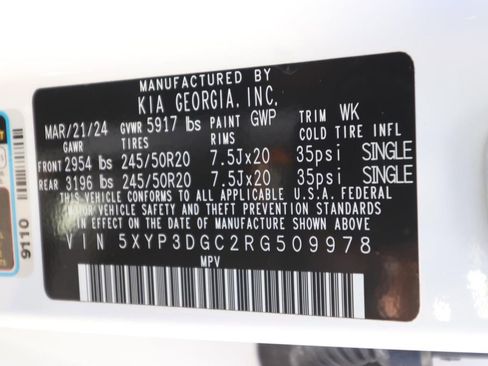 MANUFACTURED BY
KIA GEORGIA, INC.
MAR/21/24 GVWR 5917 lbs PAINT GWP TRIM WK
GAWR TIRES RIMS COLD TIRE INFL
FRONT 2954 lbs 245/50R20 7.5Jx20 35psi SINGLE
REAR 3196 lbs 245/50R20 7.5Jx20 35psi SINGLE
THIS VEHICLE CONFORMS TO ALL APPLICABLE U.S.A. FEDERAL
MOTOR VEHICLE SAFETY AND THEFT PREVENTION STANDARDS
IN EFFECT ON THE DATE OF MANUFACTURE SHOWN ABOVE.
VIN 5XYP3DGC2RG509978
MPV
9110